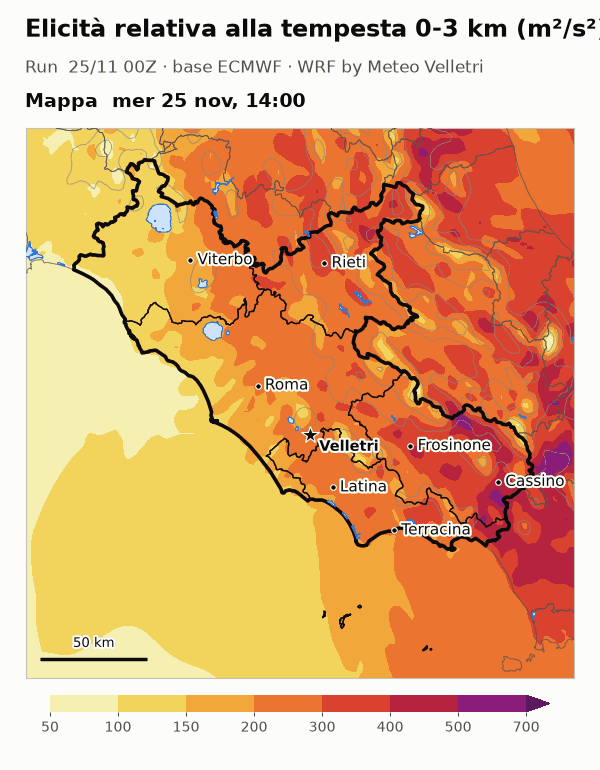 Elicità relativa alla tempesta 0-3 km (m²/s²)
Run 25/11 00Z · base ECMWF · WRF by Meteo Velletri
Mappa mer 25 nov, 14:00
Viterbo
Rieti
Roma
Velletri
Frosinone
Cassino
Latina
Terracina
50 km
50 100 150 200 300 400 500 700